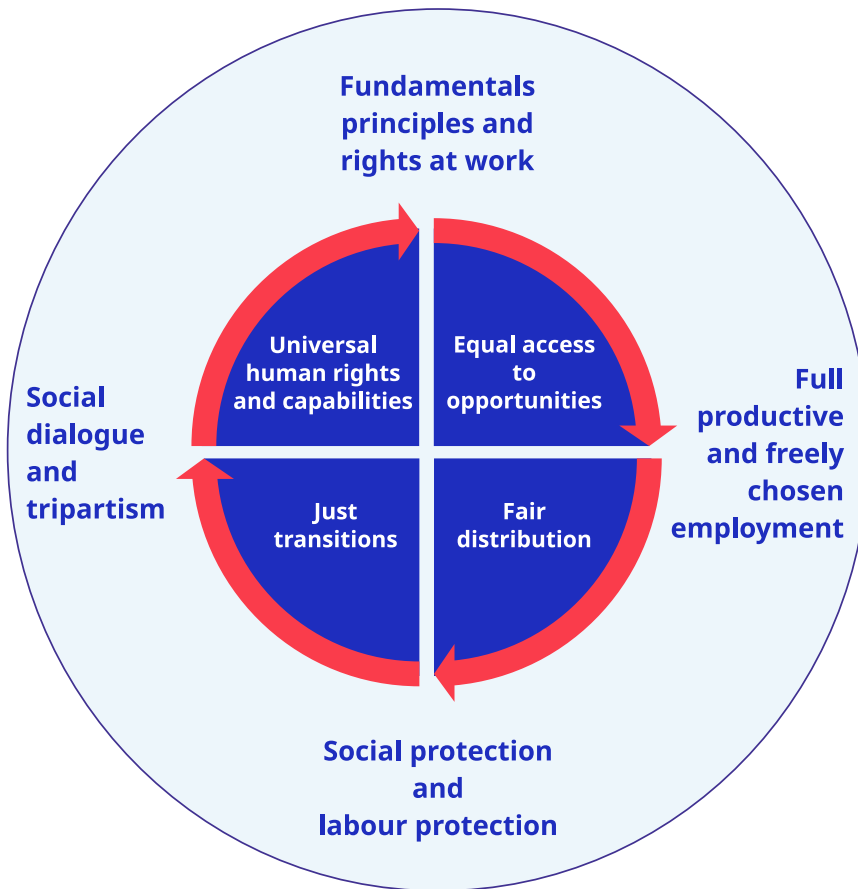 Fundamentals
principles and
rights at work
Universal
human rights
and capabilities
Equal access
to
opportunities
Social
dialogue
and
tripartism
Full
productive
and freely
chosen
employment
Just
transitions
Fair
distribution
Social protection
and
labour protection